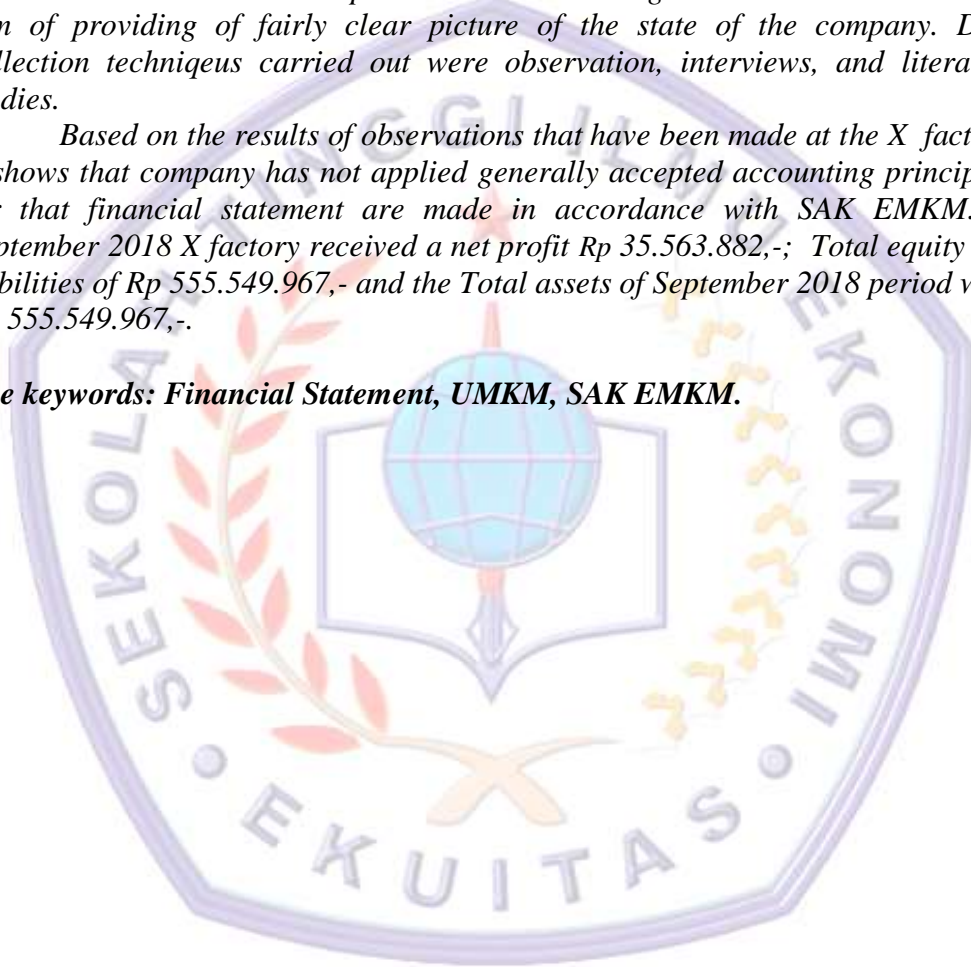 n of providing of fairly clear picture of the state of the company. D
llection techniqeus carried out were observation, interviews, and litera
dies.
Based on the results of observations that have been made at the X fact
shows that company has not applied generally accepted accounting princip
r that financial statement are made in accordance with SAK EMKM.
ptember 2018 X factory received a net profit Rp 35.563.882,-; Total equity
bilities of Rp 555.549.967,- and the Total assets of September 2018 period w
555.549.967,-.
e keywords: Financial Statement, UMKM, SAK EMKM.
SEKOLAH TINGGI ILMU EKONOMI
EKUITAS